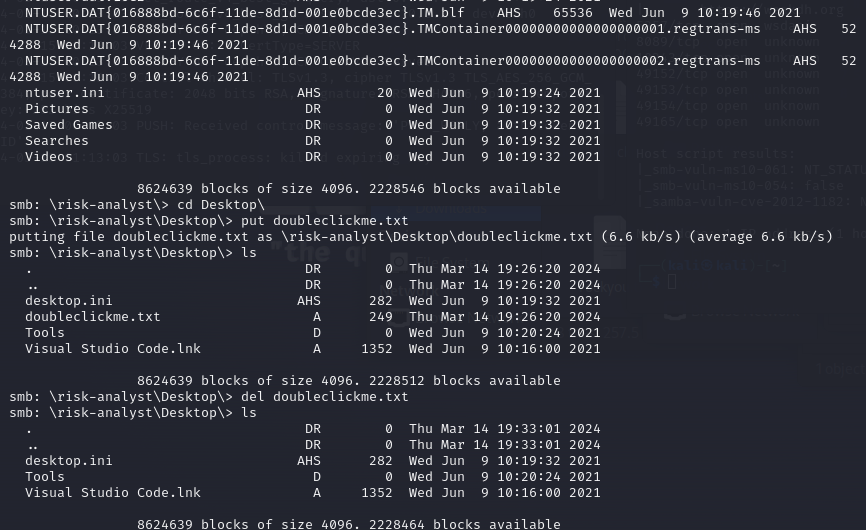 NTUSER.DAT{016888bd-6c6f-11de-8d1d-001e0bcde3ec}.TM.blf    AHS    65536  Wed Jun  9 10:19:46 2021
NTUSER.DAT{016888bd-6c6f-11de-8d1d-001e0bcde3ec}.TMContainer00000000000000000001.regtrans-ms    AHS   52
4288  Wed Jun  9 10:19:46 2021
NTUSER.DAT{016888bd-6c6f-11de-8d1d-001e0bcde3ec}.TMContainer00000000000000000002.regtrans-ms    AHS   52
4288  Wed Jun  9 10:19:46 2021
ntuser.ini                        AHS       20  Wed Jun  9 10:19:24 2021
Pictures                           DR        0  Wed Jun  9 10:19:32 2021
Saved Games                        DR        0  Wed Jun  9 10:19:32 2021
Searches                           DR        0  Wed Jun  9 10:19:32 2021
Videos                             DR        0  Wed Jun  9 10:19:32 2021
8624639 blocks of size 4096. 2228546 blocks available
smb: \risk-analyst\> cd Desktop\
smb: \risk-analyst\Desktop\> put doubleclickme.txt
putting file doubleclickme.txt as \risk-analyst\Desktop\doubleclickme.txt (6.6 kb/s) (average 6.6 kb/s)
smb: \risk-analyst\Desktop\> ls
.                                  DR        0  Thu Mar 14 19:26:20 2024
..                                 DR        0  Thu Mar 14 19:26:20 2024
desktop.ini                       AHS      282  Wed Jun  9 10:19:32 2021
doubleclickme.txt                   A      249  Thu Mar 14 19:26:20 2024
Tools                               D        0  Wed Jun  9 10:20:24 2021
Visual Studio Code.lnk              A     1352  Wed Jun  9 10:16:00 2021
8624639 blocks of size 4096. 2228512 blocks available
smb: \risk-analyst\Desktop\> del doubleclickme.txt
smb: \risk-analyst\Desktop\> ls
.                                  DR        0  Thu Mar 14 19:33:01 2024
..                                 DR        0  Thu Mar 14 19:33:01 2024
desktop.ini                       AHS      282  Wed Jun  9 10:19:32 2021
Tools                               D        0  Wed Jun  9 10:20:24 2021
Visual Studio Code.lnk              A     1352  Wed Jun  9 10:16:00 2021
8624639 blocks of size 4096. 2228464 blocks available